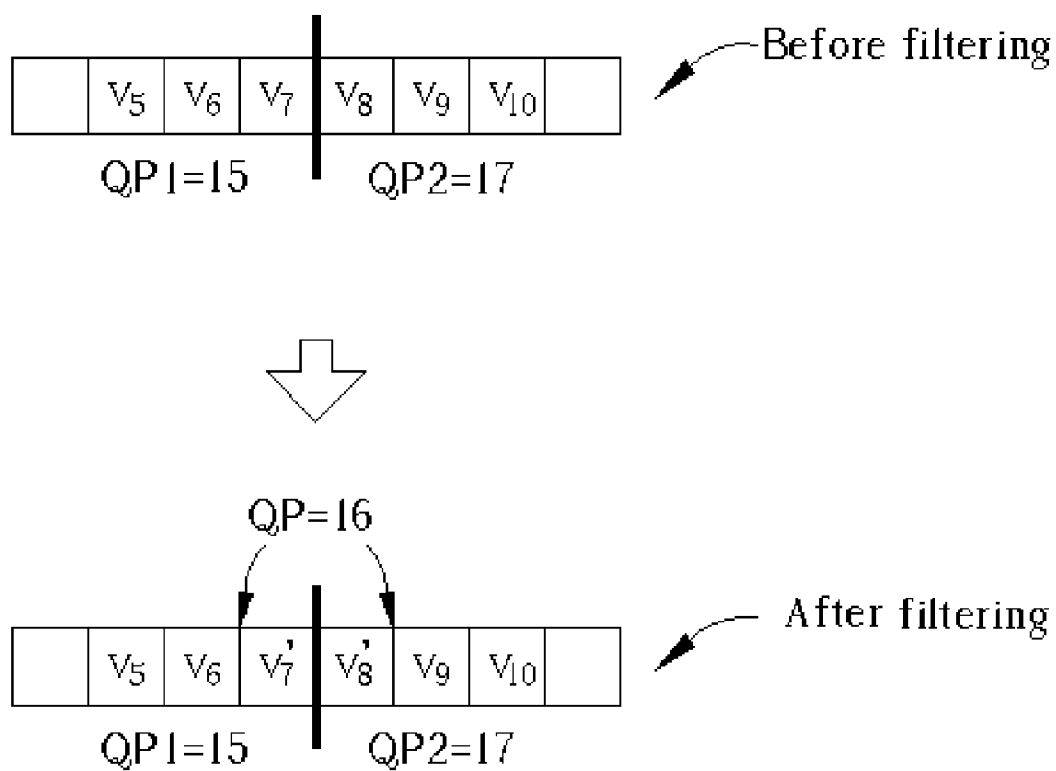 Before filtering
V5 V6 V7 V8 V9 V10
QP1=15 QP2=17
QP=16
After filtering
V5 V6 V7' V8' V9 V10
QP1=15 QP2=17